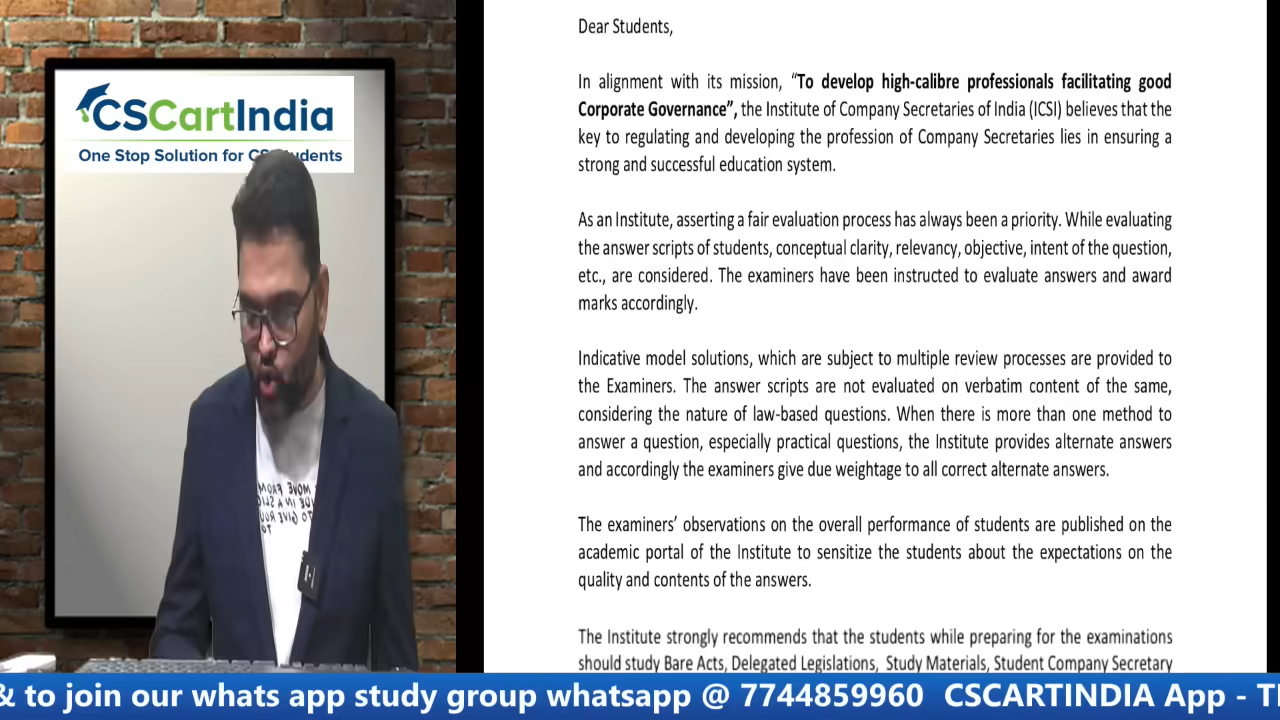 CSCartIndia
One Stop Solution for CS Students
Dear Students,
In alignment with its mission, “To develop high-calibre professionals facilitating good
Corporate Governance”, the Institute of Company Secretaries of India (ICSI) believes that the
key to regulating and developing the profession of Company Secretaries lies in ensuring a
strong and successful education system.
As an Institute, asserting a fair evaluation process has always been a priority. While evaluating
the answer scripts of students, conceptual clarity, relevancy, objective, intent of the question,
etc., are considered. The examiners have been instructed to evaluate answers and award
marks accordingly.
Indicative model solutions, which are subject to multiple review processes are provided to
the Examiners. The answer scripts are not evaluated on verbatim content of the same,
considering the nature of law-based questions. When there is more than one method to
answer a question, especially practical questions, the Institute provides alternate answers
and accordingly the examiners give due weightage to all correct alternate answers.
The examiners’ observations on the overall performance of students are published on the
academic portal of the Institute to sensitize the students about the expectations on the
quality and contents of the answers.
The Institute strongly recommends that the students while preparing for the examinations
should study Bare Acts, Delegated Legislations, Study Materials, Student Company Secretary
& to join our whats app study group whatsapp @ 7744859960 CSCARTINDIA App - T